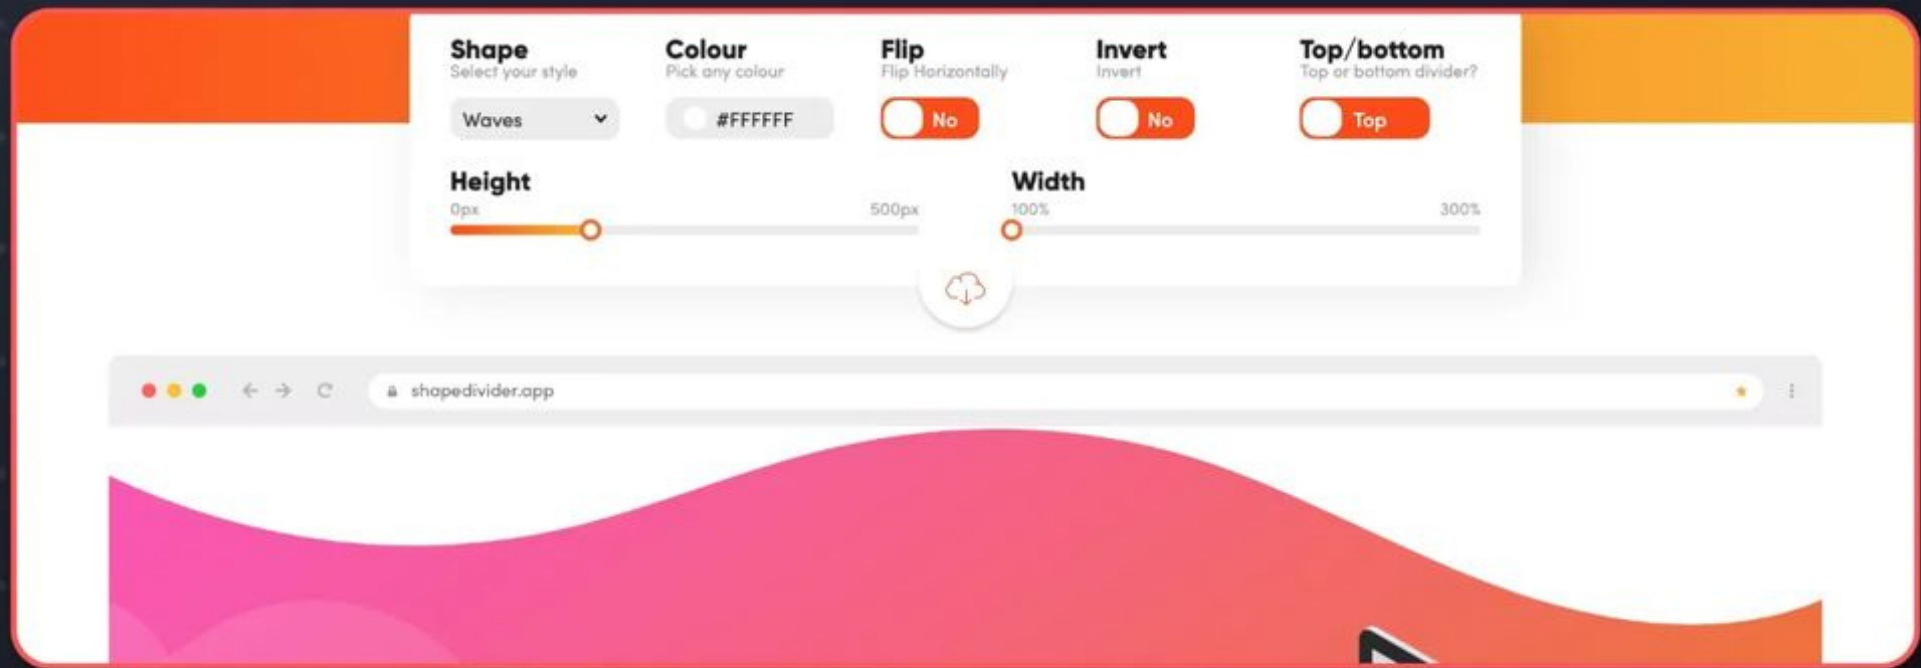 Shape
Select your style
Waves
Colour
Pick any colour
#FFFFFF
Flip
Flip Horizontally
No
Invert
Invert
No
Top/bottom
Top or bottom divider?
Top
Height
0px 500px
Width
100% 300%
shapedivider.app